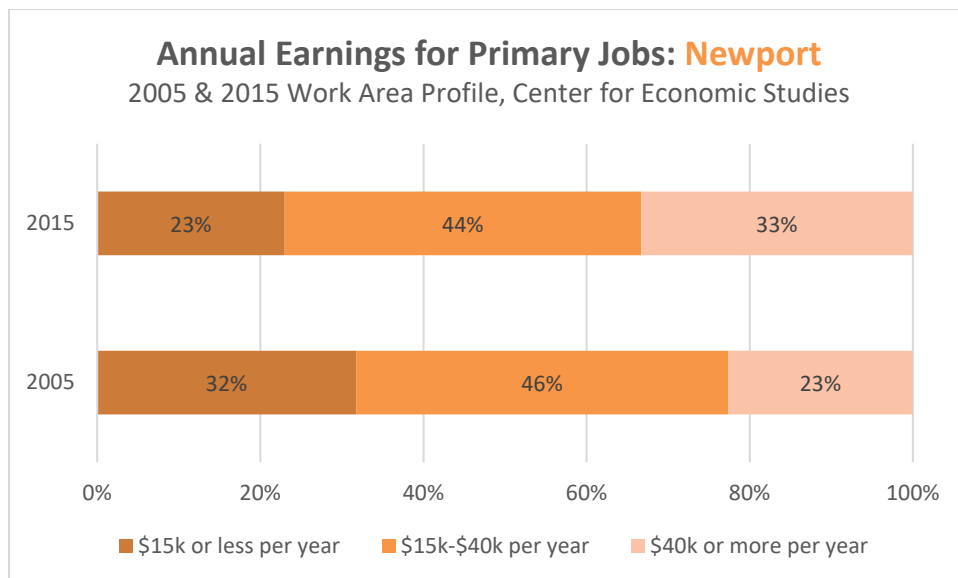 Annual Earnings for Primary Jobs: Newport
2005 & 2015 Work Area Profile, Center for Economic Studies
2015
23%
44%
33%
2005
32%
46%
23%
0%
20%
40%
60%
80%
100%
$15k or less per year
$15k-$40k per year
$40k or more per year